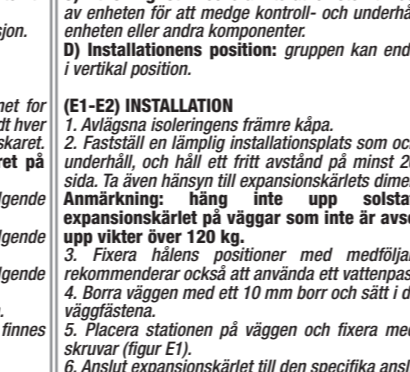 av enheten för att medge kontroll- och underhå
sjon.
enheten eller andra komponenter.
D) Installationens position: gruppen kan end
i vertikal position.
net for
dt hver
skaret.
ret på
lgende
lgende
lgende
finnes
(E1-E2) INSTALLATION
1. Avlägsna isoleringens främre kåpa.
2. Fastställ en lämplig installationsplats som oc
underhåll, och håll ett fritt avstånd på minst 20
sida. Ta även hänsyn till expansionskärlets dime
Anmärkning: häng inte upp solsta
expansionskärlet på väggar som inte är avse
upp vikter över 120 kg.
3. Fixera hålens positioner med medfölja
rekommenderar också att använda ett vattenpas
4. Borra väggen med ett 10 mm borr och sätt i d
väggfästena.
5. Placera stationen på väggen och fixera med
skruvar (figur E1).
6. Anslut expansionskärlet till den specifika ansl